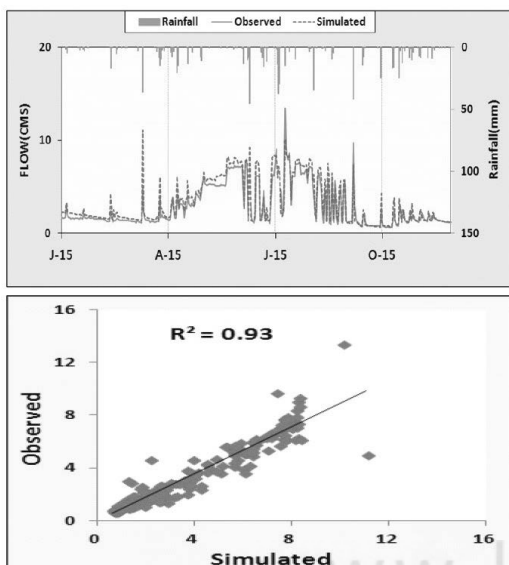 Rainfall Observed Simulated
20 0
10 50
100
0 150
FLOW(CMS)
Rainfall(mm)
J-15 A-15 J-15 O-15
16
R² = 0.93
12
8
4
0
Observed
0 4 8 12 16
Simulated